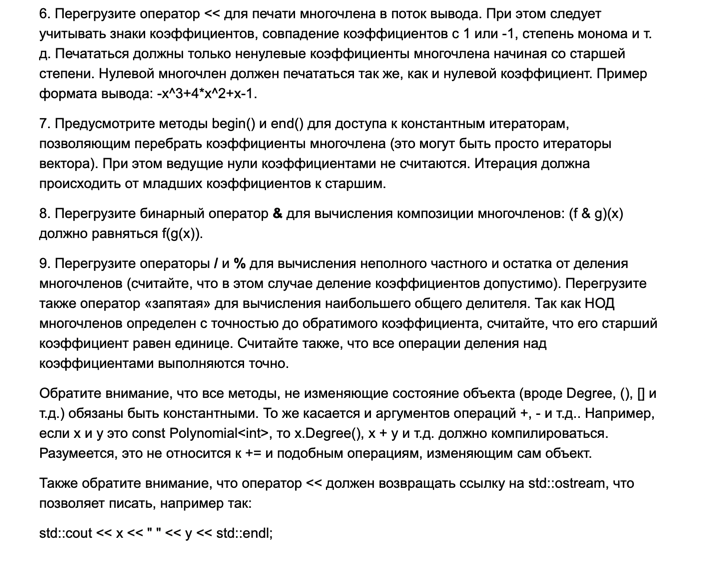 6. Перегрузите оператор << для печати многочлена в поток вывода. При этом следует
учитывать знаки коэффициентов, совпадение коэффициентов с 1 или -1, степень монома и т.
д. Печататься должны только ненулевые коэффициенты многочлена начиная со старшей
степени. Нулевой многочлен должен печататься так же, как и нулевой коэффициент. Пример
формата вывода: -x^3+4*x^2+x-1.
7. Предусмотрите методы begin() и end() для доступа к константным итераторам,
позволяющим перебрать коэффициенты многочлена (это могут быть просто итераторы
вектора). При этом ведущие нули коэффициентами не считаются. Итерация должна
происходить от младших коэффициентов к старшим.
8. Перегрузите бинарный оператор & для вычисления композиции многочленов: (f & g)(x)
должно равняться f(g(x)).
9. Перегрузите операторы / и % для вычисления неполного частного и остатка от деления
многочленов (считайте, что в этом случае деление коэффициентов допустимо). Перегрузите
также оператор «запятая» для вычисления наибольшего общего делителя. Так как НОД
многочленов определен с точностью до обратимого коэффициента, считайте, что его старший
коэффициент равен единице. Считайте также, что все операции деления над
коэффициентами выполняются точно.
Обратите внимание, что все методы, не изменяющие состояние объекта (вроде Degree, (), [] и
т.д.) обязаны быть константными. То же касается и аргументов операций +, - и т.д.. Например,
если x и y это const Polynomial<int>, то x.Degree(), x + y и т.д. должно компилироваться.
Разумеется, это не относится к += и подобным операциям, изменяющим сам объект.
Также обратите внимание, что оператор << должен возвращать ссылку на std::ostream, что
позволяет писать, например так:
std::cout << x << " " << y << std::endl;